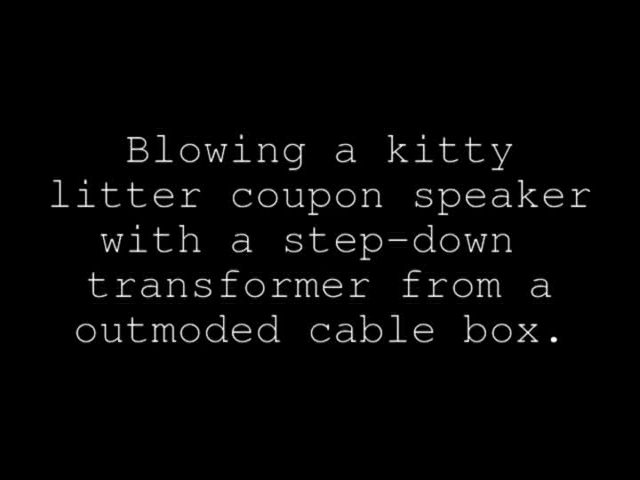 Blowing a kitty
litter coupon speaker
with a step-down
transformer from a
outmoded cable box.